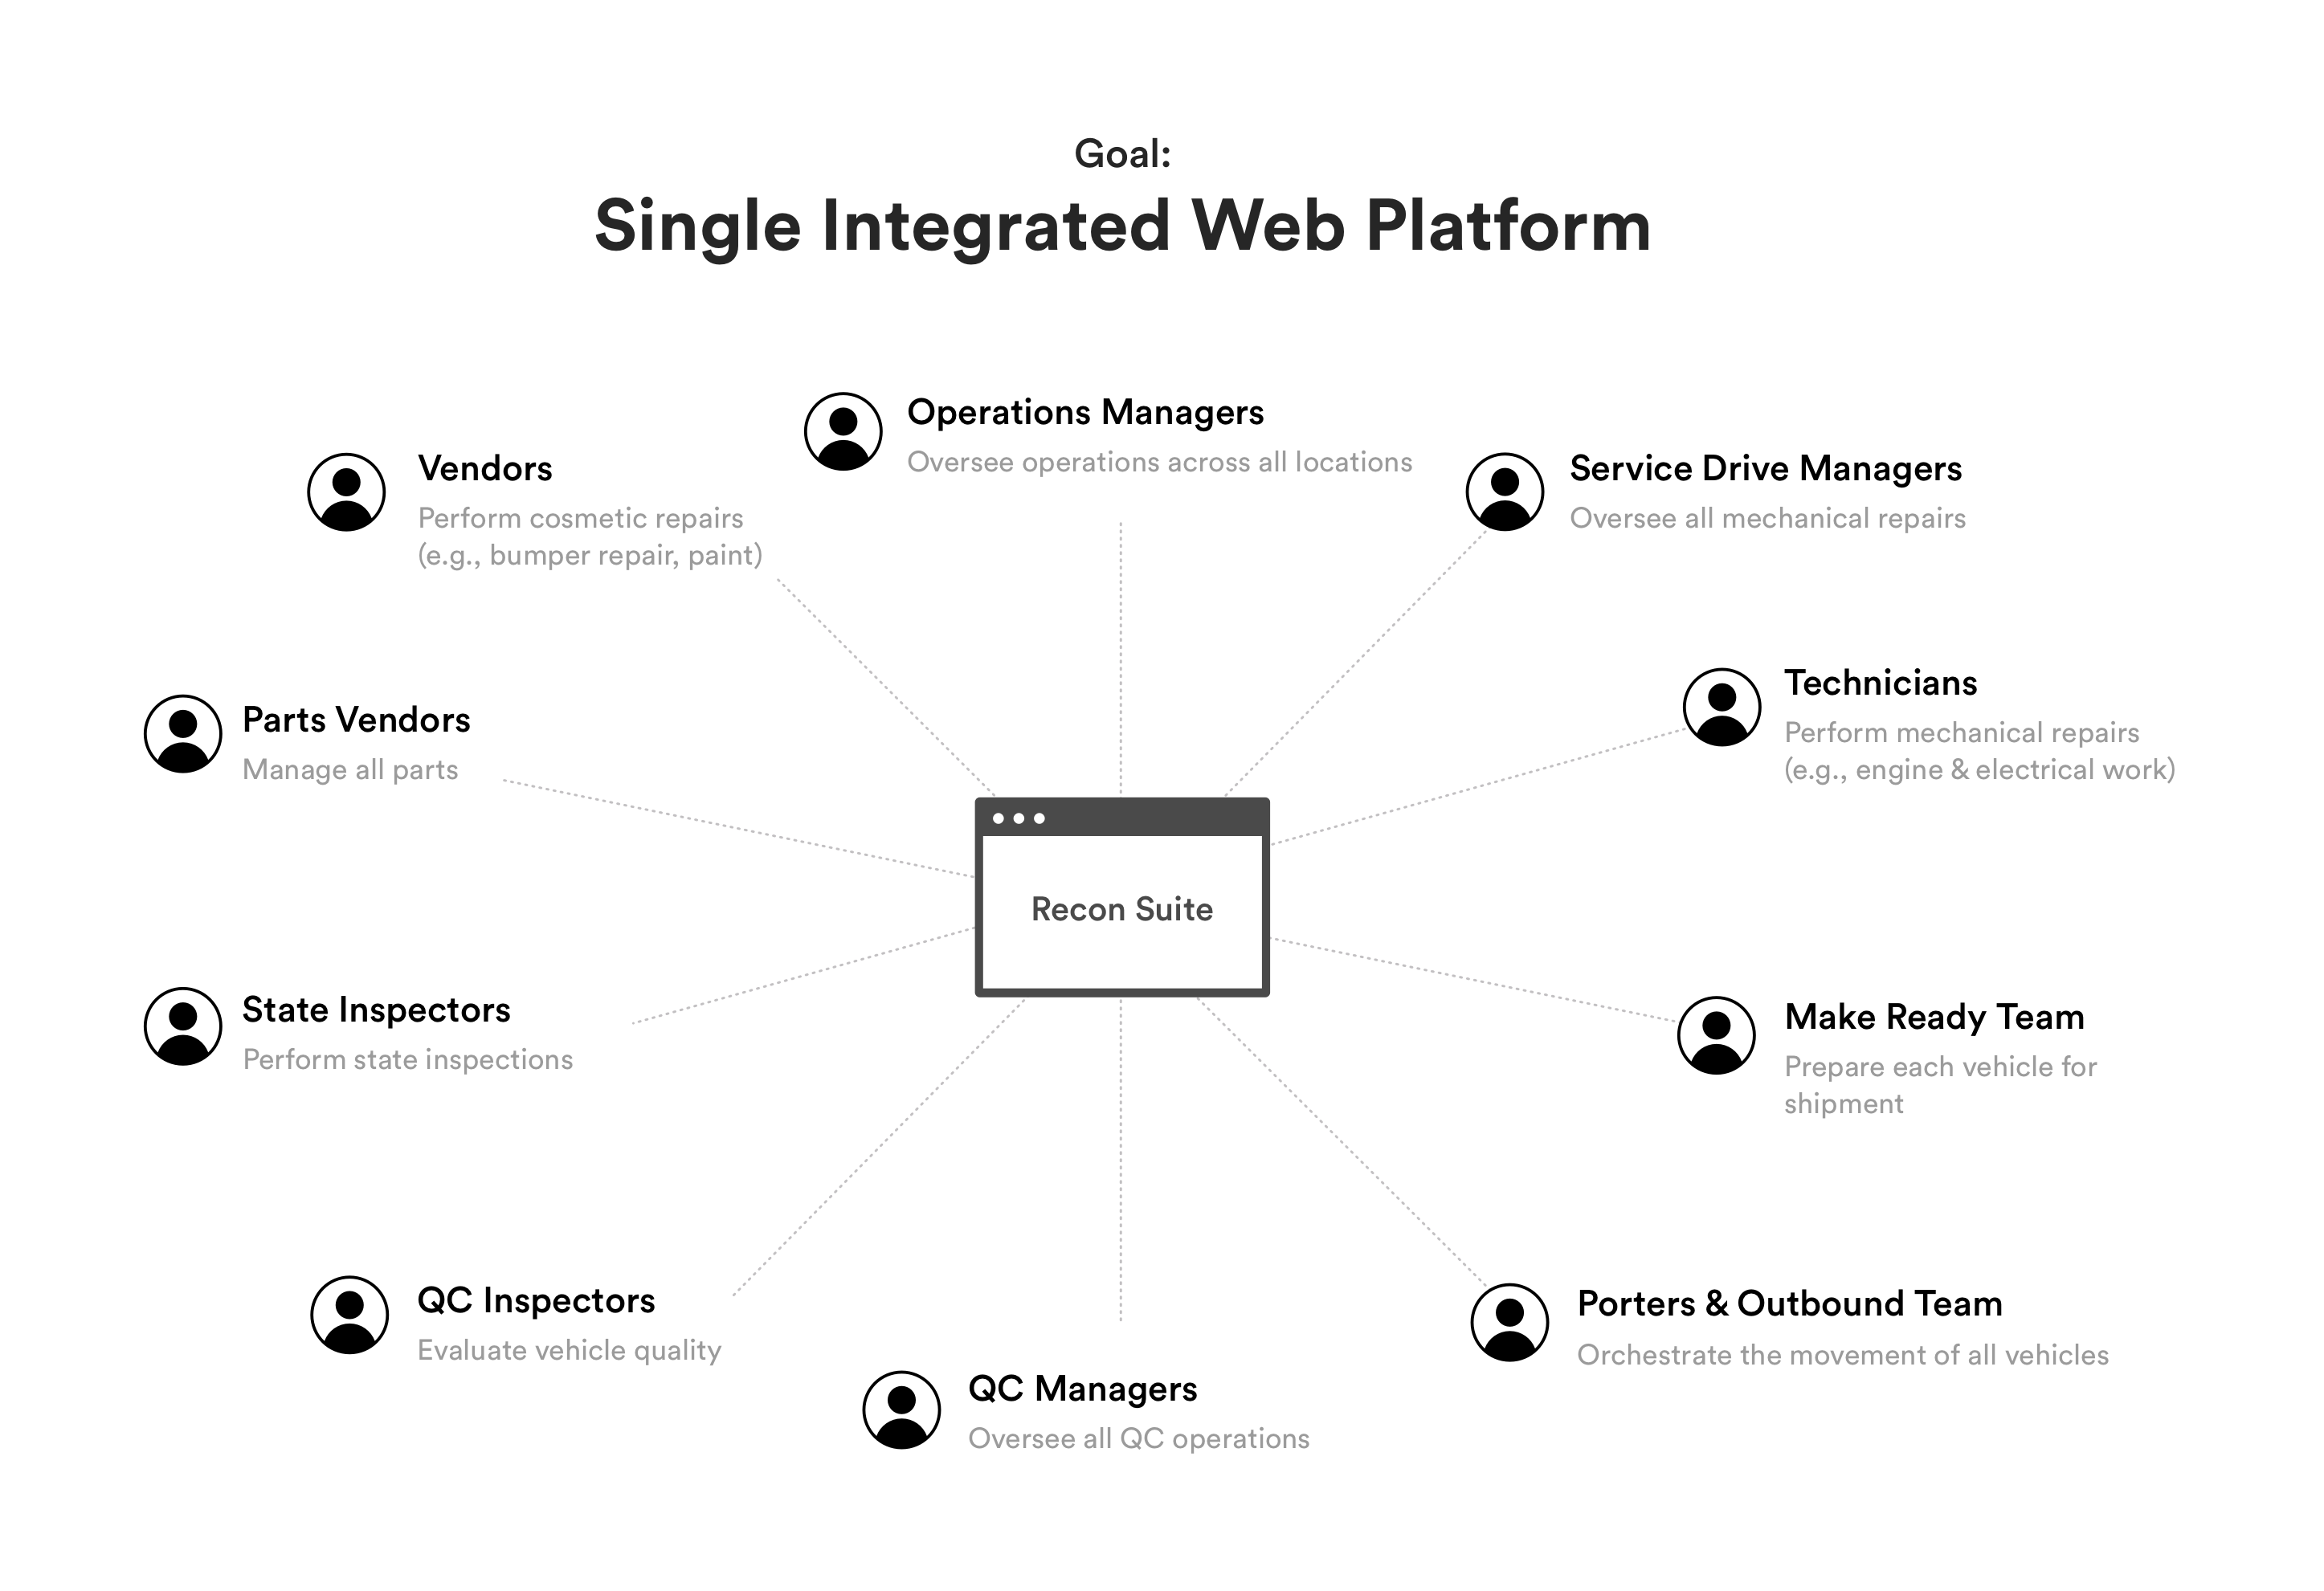 Goal:
Single Integrated Web Platform
Operations Managers
Oversee operations across all locations
Vendors
Perform cosmetic repairs
(e.g., bumper repair, paint)
Service Drive Managers
Oversee all mechanical repairs
Parts Vendors
Manage all parts
Technicians
Perform mechanical repairs
(e.g., engine & electrical work)
Recon Suite
State Inspectors
Perform state inspections
Make Ready Team
Prepare each vehicle for
shipment
QC Inspectors
Evaluate vehicle quality
Porters & Outbound Team
Orchestrate the movement of all vehicles
QC Managers
Oversee all QC operations